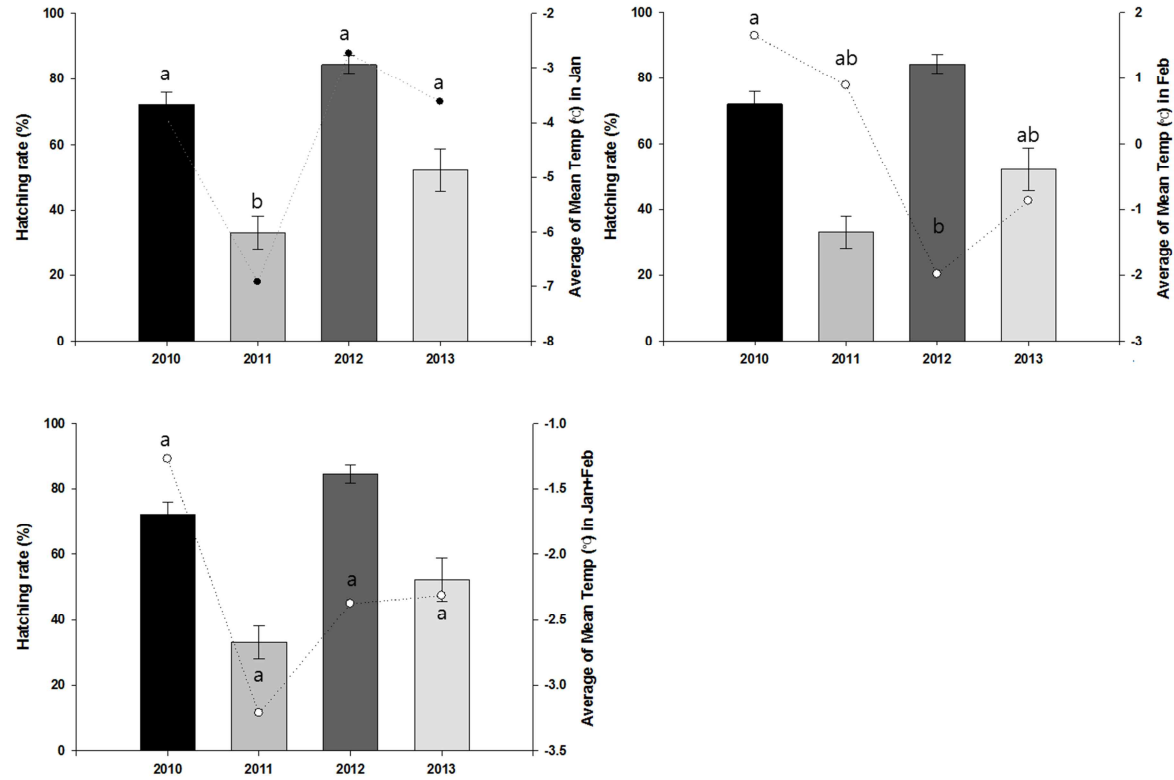 100
80
60
40
20
0
Hatching rate (%)
a
b
a
a
-2
-3
-4
-5
-6
-7
-8
Average of Mean Temp (℃) in Jan
2010 2011 2012 2013
100
80
60
40
20
0
Hatching rate (%)
a
ab
b
ab
2
1
0
-1
-2
-3
Average of Mean Temp (℃) in Feb
2010 2011 2012 2013
100
80
60
40
20
0
Hatching rate (%)
a
a
a
a
-1.0
-1.5
-2.0
-2.5
-3.0
-3.5
Average of Mean Temp (℃) in Jan+Feb
2010 2011 2012 2013